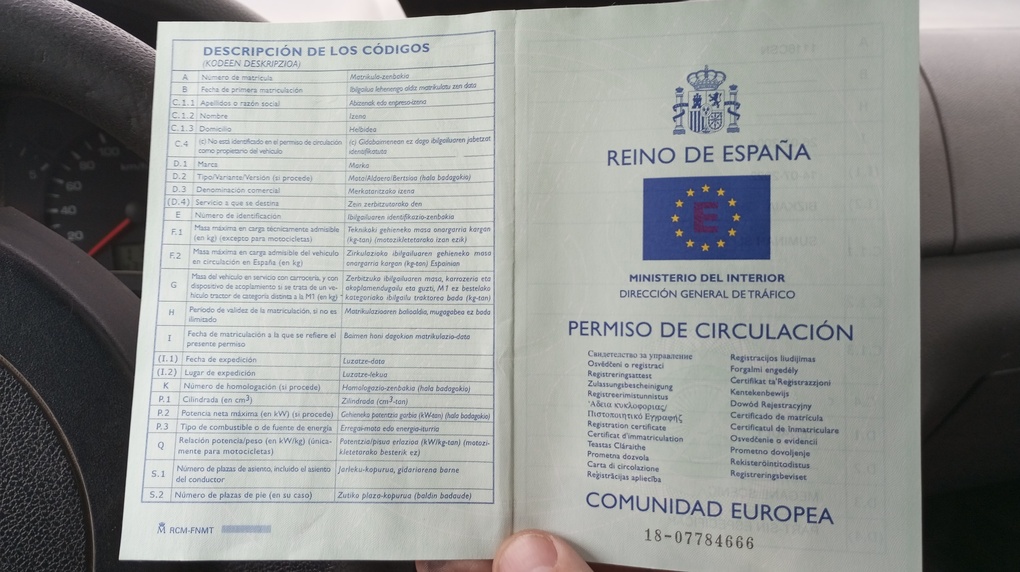 DESCRIPCIÓN DE LOS CÓDIGOS
(KODEEN DESKRIPZIOA)
A Número de matrícula Matrikula-zenbakia
B Fecha de primera matriculación Ibilgailua lehenengo aldiz matrikulatu zen data
C.1.1 Apellidos o razón social Abizenak edo enpresa-izena
C.1.2 Nombre Izena
C.1.3 Domicilio Helbidea
C.4 (c) No está identificado en el permiso de circulación (c) Gidabaimenean ez dago ibilgailuaren jabetzat
como propietario del vehículo identifikatuta
D.1 Marca Marka
D.2 Tipo/Variante/Versión (si procede) Mota/Aldaera/Bertsioa (hala badagokio)
D.3 Denominación comercial Merkataritzako izena
(D.4) Servicio a que se destina Zein zerbitzutarako den
E Número de identificación Ibilgailuaren identifikazio-zenbakia
F.1 Masa máxima en carga técnicamente admisible Teknikoki gehieneko masa onargarria kargan
(en kg) (excepto para motocicletas) (kg-tan) (motozikletetarako izan ezik)
F.2 Masa máxima en carga admisible del vehículo Zirkulazioko ibilgailuaren gehieneko masa
en circulación en España (en kg) onargarria kargan (kg-tan) Espainian
G Masa del vehículo en servicio con carrocería, y con Zerbitzuko ibilgailuaren masa, karrozeria eta
dispositivo de acoplamiento si se trata de un ve- akoplamendugailu eta guzti, M1 ez bestelako
hículo tractor de categoría distinta a la M1 (en kg) kategoriako ibilgailu traktorea bada (kg-tan)
H Período de validez de la matriculación, si no es Matrikulazioaren balioaldia, mugagabea ez bada
ilimitado
I Fecha de matriculación a la que se refiere el Baimen honi dagokion matrikulazio-data
presente permiso
(I.1) Fecha de expedición Luzatze-data
(I.2) Lugar de expedición Luzatze-lekua
K Número de homologación (si procede) Homologazio-zenbakia (hala badagokio)
P.1 Cilindrada (en cm³) Zilindrada (cm³-tan)
P.2 Potencia neta máxima (en kW) (si procede) Gehieneko potentzia garbia (kWtan) (hala badagokio)
P.3 Tipo de combustible o de fuente de energía Erregai-mota edo energia-iturria
Q Relación potencia/peso (en kW/kg) (única- Potentzia/pisua erlazioa (kW/kg-tan) (motozi-
mente para motocicletas) kletetarako besterik ez)
S.1 Número de plazas de asiento, incluido el asiento Jarleku-kopurua, gidariarena barne
del conductor
S.2 Número de plazas de pie (en su caso) Zutiko plaza-kopurua (baldin badaude)
RCM-FNMT
REINO DE ESPAÑA
E
MINISTERIO DEL INTERIOR
DIRECCIÓN GENERAL DE TRÁFICO
PERMISO DE CIRCULACIÓN
Свидетелство за управление
Osvědčení o registraci
Registreringsattest
Zulassungsbescheinigung
Registreerimistunnistus
Άδεια κυκλοφορίας/
Πιστοποιητικό Εγγραφής
Registration certificate
Certificat d'immatriculation
Teastas Cláraithe
Prometna dozvola
Carta di circolazione
Reģistrācijas apliecība
Registracijos liudijimas
Forgalmi engedély
Certifikat ta'Registrazzjoni
Kentekenbewijs
Dowód Rejestracyjny
Certificado de matrícula
Certificatul de Inmatriculare
Osvedčenie o evidencii
Prometno dovoljenje
Rekisteröintitodistus
Registreringsbeviset
COMUNIDAD EUROPEA
18-07784666
5
60
40
20
100